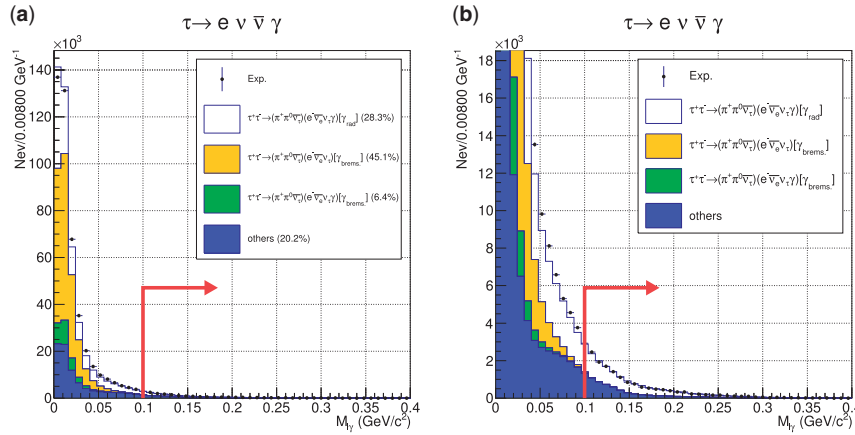 (a)
τ→ e ν ν̅ γ
×10³
Nev/0.00800 GeV⁻¹
140
120
100
80
60
40
20
0
Exp.
τ⁺τ⁻→(π⁺π⁰ν̅τ)(e⁻ν̅eντγ)[γrad] (28.3%)
τ⁺τ⁻→(π⁺π⁰ν̅τ)(e⁻ν̅eντ)[γbrems.] (45.1%)
τ⁺τ⁻→(π⁺π⁰ν̅τ)(e⁻ν̅eντγ)[γbrems.] (6.4%)
others (20.2%)
0 0.05 0.1 0.15 0.2 0.25 0.3 0.35 0.4
Mlγ (GeV/c²)
(b)
τ→ e ν ν̅ γ
×10³
Nev/0.00800 GeV⁻¹
18
16
14
12
10
8
6
4
2
0
Exp.
τ⁺τ⁻→(π⁺π⁰ν̅τ)(e⁻ν̅eντγ)[γrad]
τ⁺τ⁻→(π⁺π⁰ν̅τ)(e⁻ν̅eντ)[γbrems.]
τ⁺τ⁻→(π⁺π⁰ν̅τ)(e⁻ν̅eντγ)[γbrems.]
others
0 0.05 0.1 0.15 0.2 0.25 0.3 0.35 0.4
Mlγ (GeV/c²)